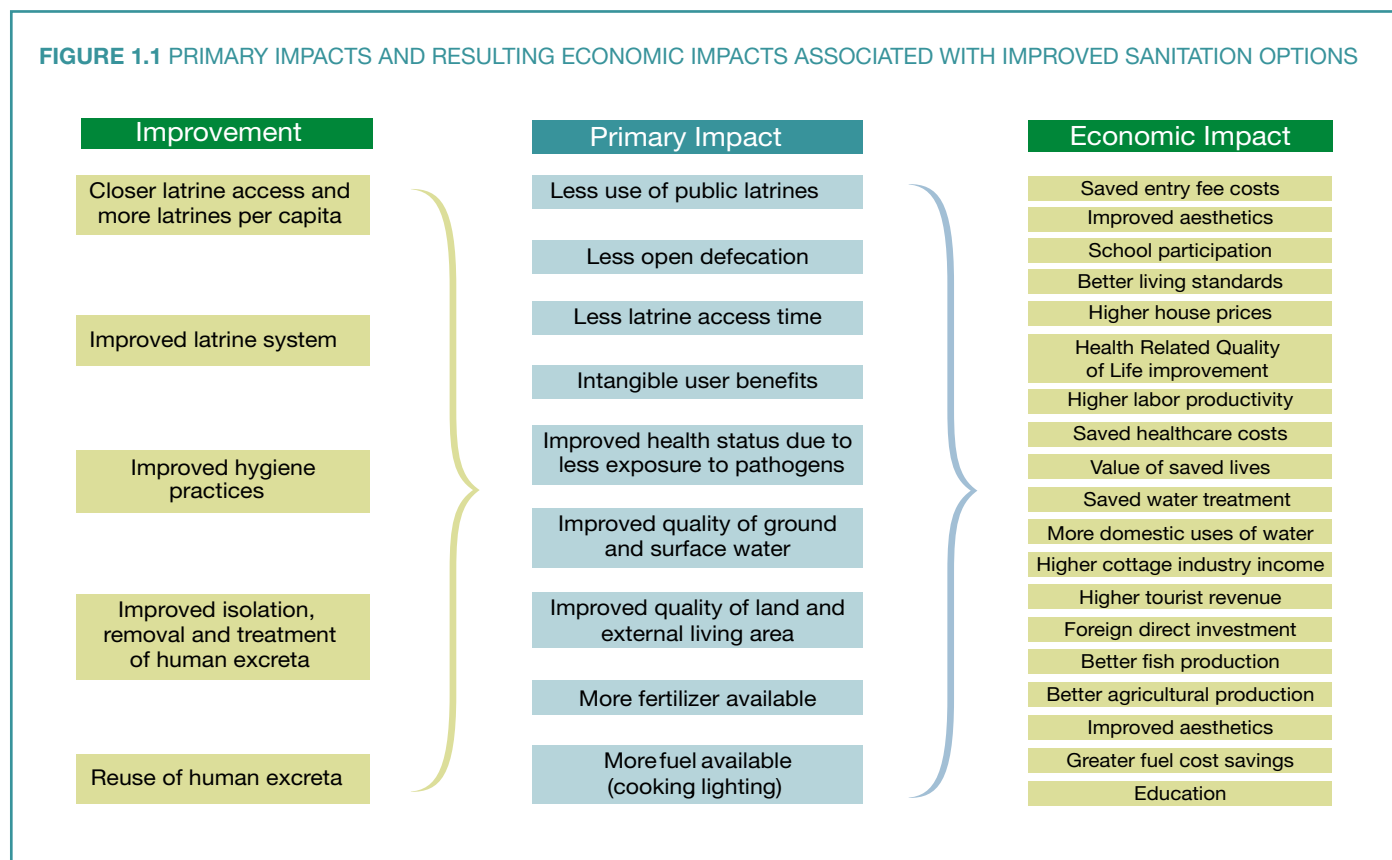 FIGURE 1.1 PRIMARY IMPACTS AND RESULTING ECONOMIC IMPACTS ASSOCIATED WITH IMPROVED SANITATION OPTIONS
Improvement
Closer latrine access and
more latrines per capita
Improved latrine system
Improved hygiene
practices
Improved isolation,
removal and treatment
of human excreta
Reuse of human excreta
Primary Impact
Less use of public latrines
Less open defecation
Less latrine access time
Intangible user benefits
Improved health status due to
less exposure to pathogens
Improved quality of ground
and surface water
Improved quality of land and
external living area
More fertilizer available
More fuel available
(cooking lighting)
Economic Impact
Saved entry fee costs
Improved aesthetics
School participation
Better living standards
Higher house prices
Health Related Quality
of Life improvement
Higher labor productivity
Saved healthcare costs
Value of saved lives
Saved water treatment
More domestic uses of water
Higher cottage industry income
Higher tourist revenue
Foreign direct investment
Better fish production
Better agricultural production
Improved aesthetics
Greater fuel cost savings
Education